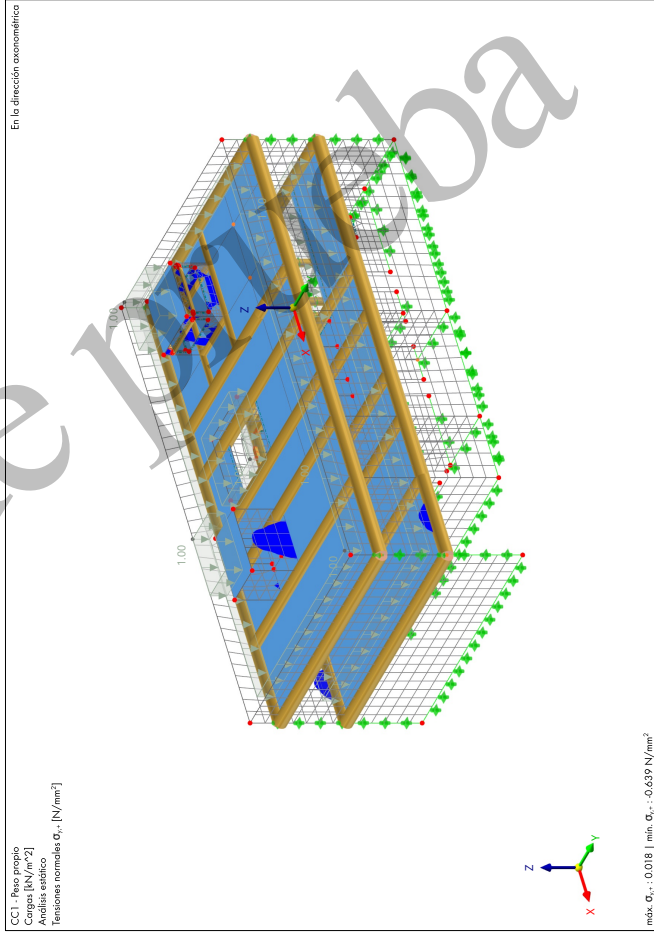 En la dirección axonométrica
CC1 - Peso propio
Cargas [kN/m^2]
Análisis estático
Tensiones normales σy,+ [N/mm²]
1.00
1.00
1.00
Z
X
Z
Y
X
máx. σy,+ : 0.018 | mín. σy,+ : -0.639 N/mm²
e prueba